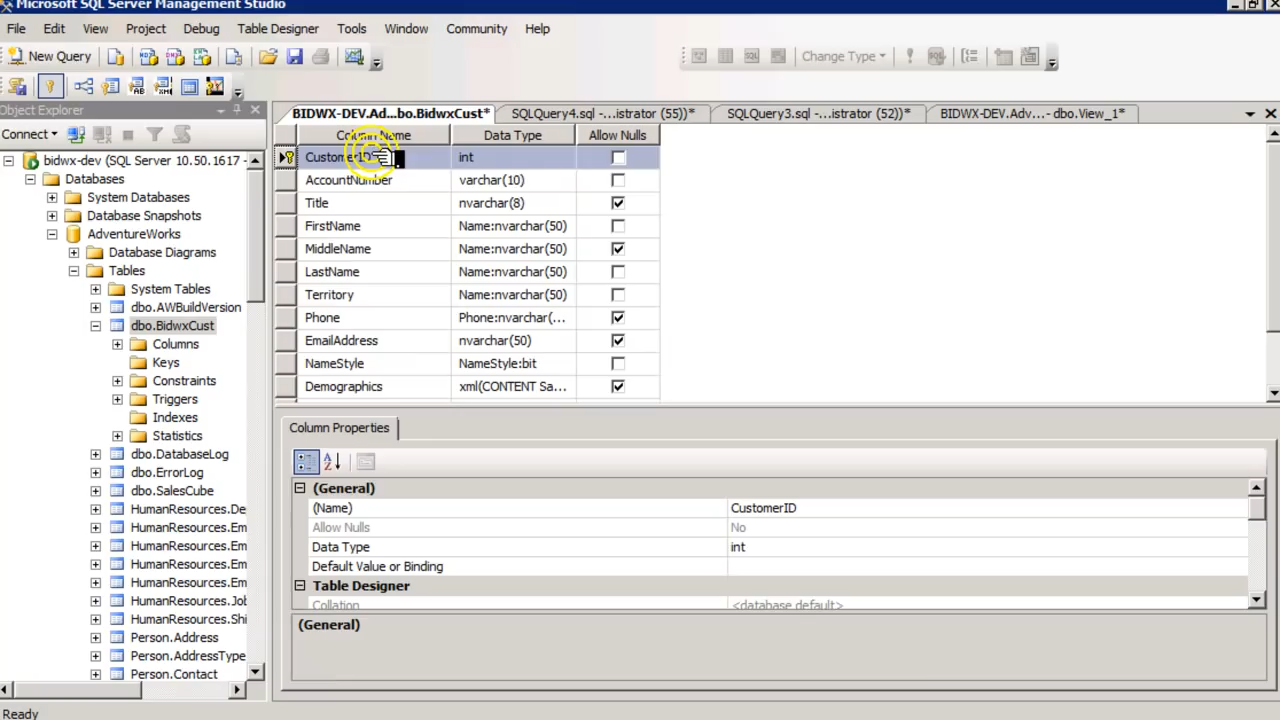 Microsoft SQL Server Management Studio
File Edit View Project Debug Table Designer Tools Window Community Help
New Query Change Type
Object Explorer
BIDWX-DEV.Ad...bo.BidwxCust* SQLQuery4.sql -...istrator (55))* SQLQuery3.sql -...istrator (52))* BIDWX-DEV.Adv... - dbo.View_1*
Connect
bidwx-dev (SQL Server 10.50.1617 -
Databases
System Databases
Database Snapshots
AdventureWorks
Database Diagrams
Tables
System Tables
dbo.AWBuildVersion
dbo.BidwxCust
Columns
Keys
Constraints
Triggers
Indexes
Statistics
dbo.DatabaseLog
dbo.ErrorLog
dbo.SalesCube
HumanResources.De
HumanResources.Em
HumanResources.Em
HumanResources.Em
HumanResources.Em
HumanResources.Jol
HumanResources.Shi
Person.Address
Person.AddressType
Person.Contact
Column Name Data Type Allow Nulls
CustomerID int
AccountNumber varchar(10)
Title nvarchar(8)
FirstName Name:nvarchar(50)
MiddleName Name:nvarchar(50)
LastName Name:nvarchar(50)
Territory Name:nvarchar(50)
Phone Phone:nvarchar(...
EmailAddress nvarchar(50)
NameStyle NameStyle:bit
Demographics xml(CONTENT Sa...
Column Properties
(General)
(Name) CustomerID
Allow Nulls No
Data Type int
Default Value or Binding
Table Designer
Collation <database default>
(General)
Ready